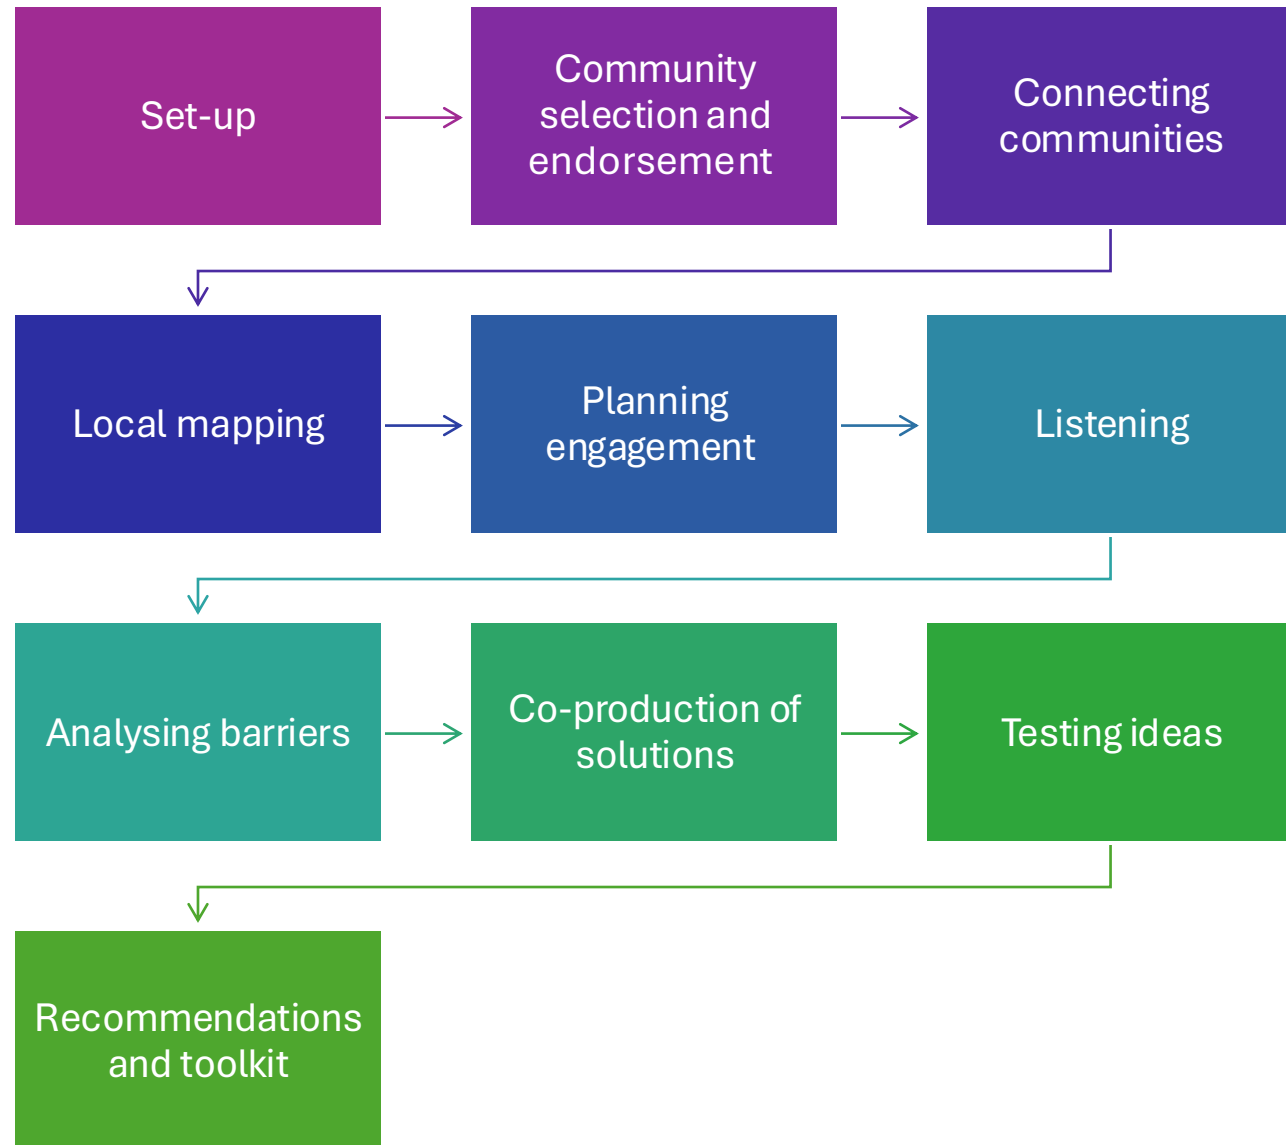 Set-up
Community
selection and
endorsement
Connecting
communities
Local mapping
Planning
engagement
Listening
Analysing barriers
Co-production of
solutions
Testing ideas
Recommendations
and toolkit